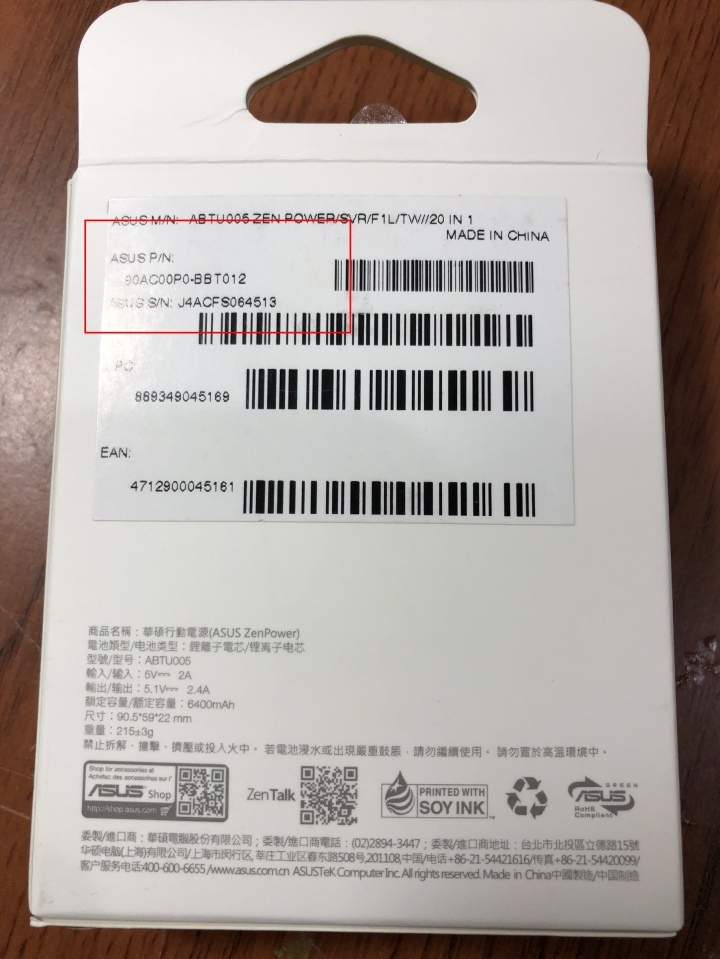 ASUS M/N: ABTU005 ZEN POWER/SVR/F1L/TW///20 IN 1
MADE IN CHINA
ASUS P/N:
90AC00P0-BBT012
ASUS S/N: J4ACFS064513
PC
889349045169
EAN:
4712900045161
商品名稱：華碩行動電源(ASUS ZenPower)
電池類型/电池类型：鋰離子電芯/锂离子电芯
型號/型号：ABTU005
輸入/输入：5V⎓ 2A
輸出/输出：5.1V⎓ 2.4A
額定容量/额定容量：6400mAh
尺寸：90.5*59*22 mm
重量：215±3g
禁止拆解、撞擊、擠壓或投入火中。若電池浸水或出現嚴重鼓脹，請勿繼續使用。請勿置於高溫環境中。
Shop for accessories at
Achetez des accessoires sur
ASUS Shop
http://shop.asus.com
ZenTalk
PRINTED WITH
SOY INK™
GREEN
ASUS
RoHS
Compliant
委製/進口商：華碩電腦股份有限公司；委製/進口商電話：(02)2894-3447；委製/進口商地址：台北市北投區立德路15號
华硕电脑(上海)有限公司/上海市闵行区,莘庄工业区春东路508号,201108,中国/电话+86-21-54421616/传真+86-21-54420099/
客户服务电话:400-600-6655 /www.asus.com.cn ASUSTeK Computer Inc. All rights reserved. Made in China中國製造/中国制造